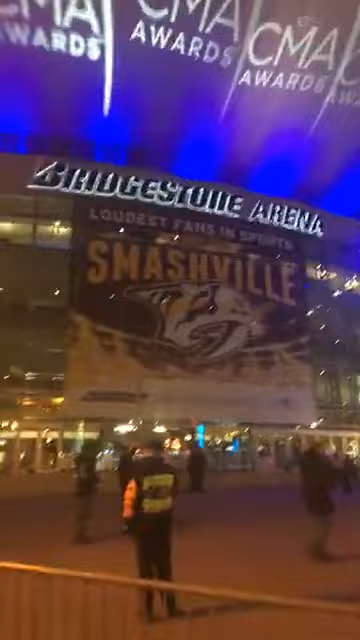 CMA
AWARDS
CMA
AWARDS
CMA
AWARDS
BRIDGESTONE ARENA
LOUDEST FANS IN SPORTS
SMASHVILLE